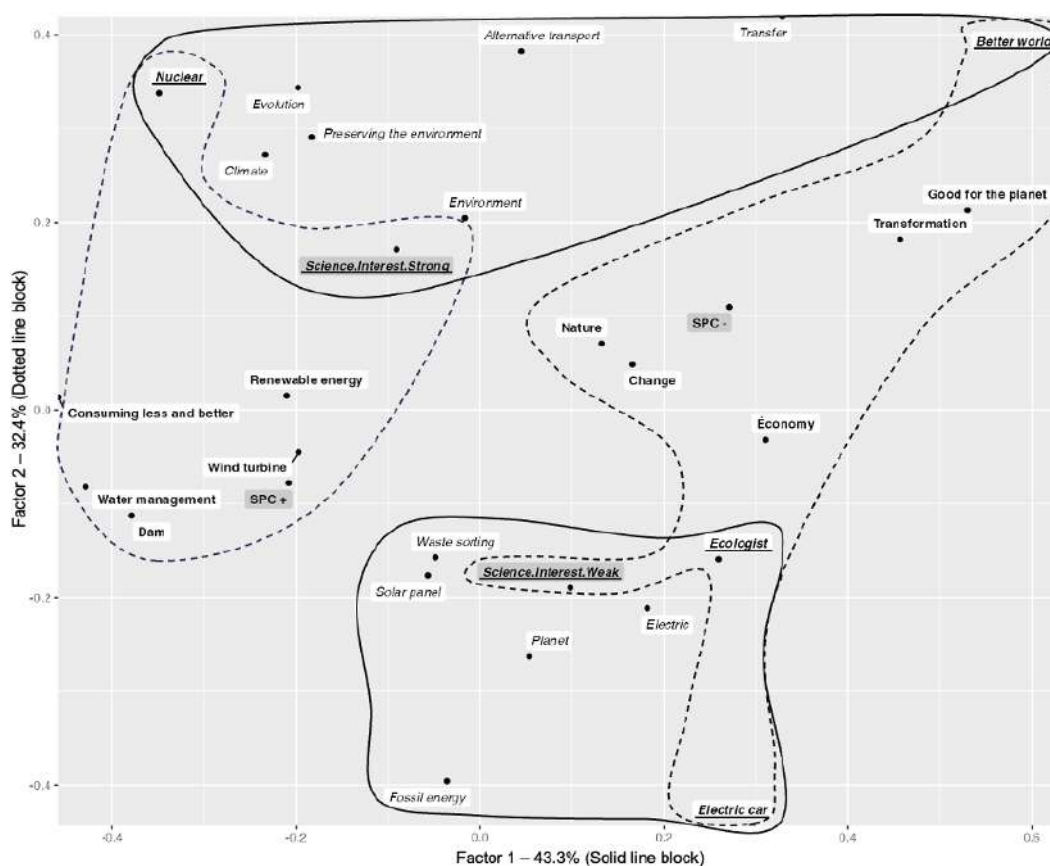 0.4
Alternative transport
Transfer
Better world
Nuclear
Evolution
Preserving the environment
Climate
Good for the planet
Environment
0.2
Transformation
Science.Interest.Strong
Nature
SPC -
Change
Renewable energy
0.0
Consuming less and better
Économy
Wind turbine
Water management
SPC +
Dam
Waste sorting
Ecologist
Science.Interest.Weak
-0.2
Solar panel
Electric
Planet
-0.4
Fossil energy
Electric car
-0.4
-0.2
0.0
0.2
0.4
Factor 1 – 43.3% (Solid line block)
Factor 2 – 32.4% (Dotted line block)